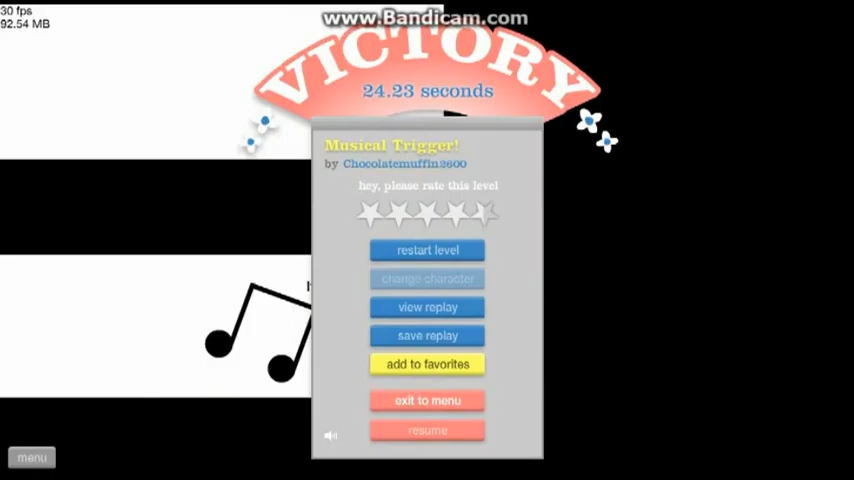 30 fps
92.54 MB
www.Bandicam.com
VICTORY
24.23 seconds
Musical Trigger!
by Chocolatemuffin2600
hey, please rate this level
restart level
change character
view replay
save replay
add to favorites
exit to menu
resume
menu